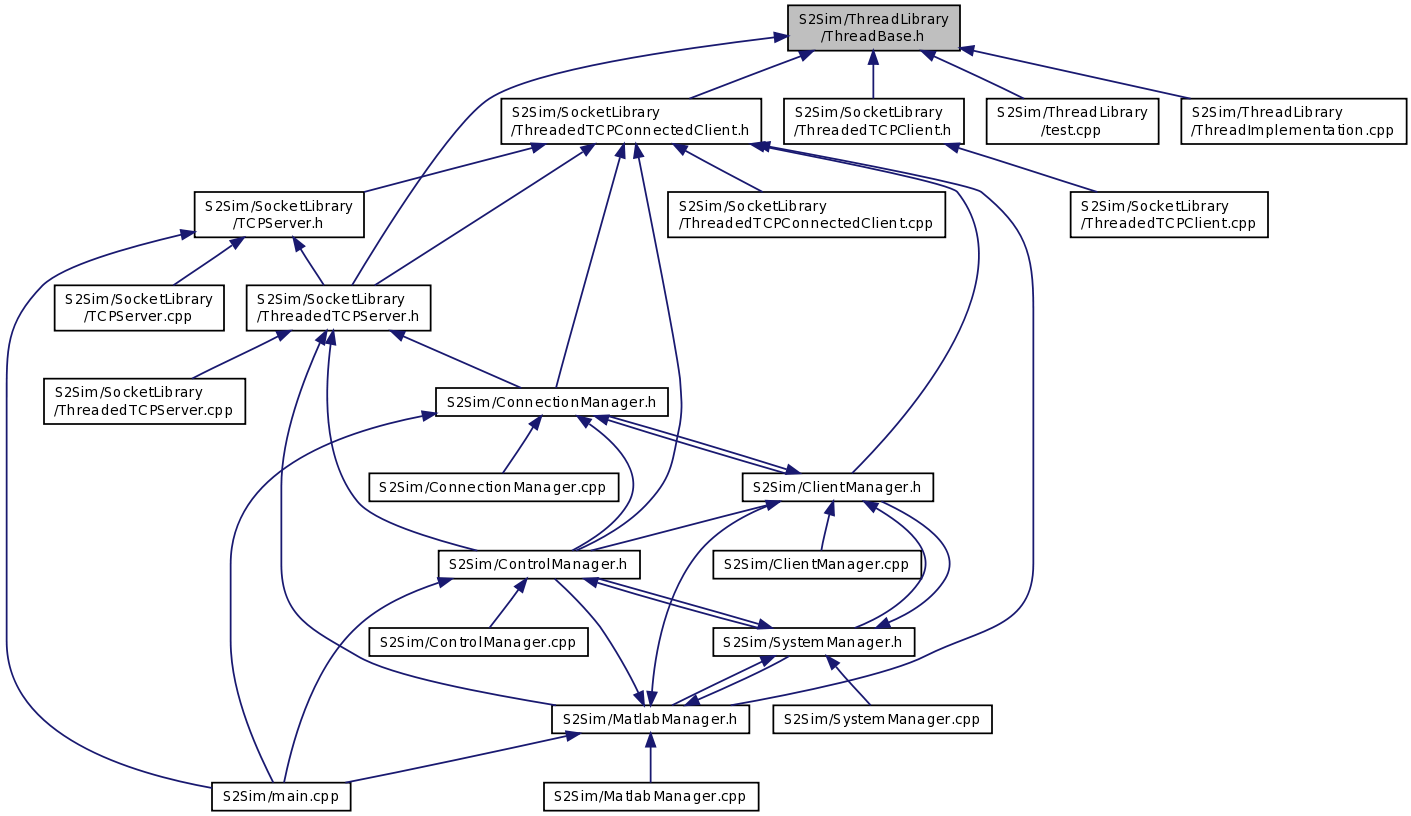 S2Sim/ThreadLibrary
/ThreadBase.h
S2Sim/SocketLibrary
/ThreadedTCPConnectedClient.h
S2Sim/SocketLibrary
/ThreadedTCPClient.h
S2Sim/ThreadLibrary
/test.cpp
S2Sim/ThreadLibrary
/ThreadImplementation.cpp
S2Sim/SocketLibrary
/TCPServer.h
S2Sim/SocketLibrary
/ThreadedTCPConnectedClient.cpp
S2Sim/SocketLibrary
/ThreadedTCPClient.cpp
S2Sim/SocketLibrary
/TCPServer.cpp
S2Sim/SocketLibrary
/ThreadedTCPServer.h
S2Sim/SocketLibrary
/ThreadedTCPServer.cpp
S2Sim/ConnectionManager.h
S2Sim/ConnectionManager.cpp
S2Sim/ClientManager.h
S2Sim/ControlManager.h
S2Sim/ClientManager.cpp
S2Sim/ControlManager.cpp
S2Sim/SystemManager.h
S2Sim/MatlabManager.h
S2Sim/SystemManager.cpp
S2Sim/main.cpp
S2Sim/MatlabManager.cpp